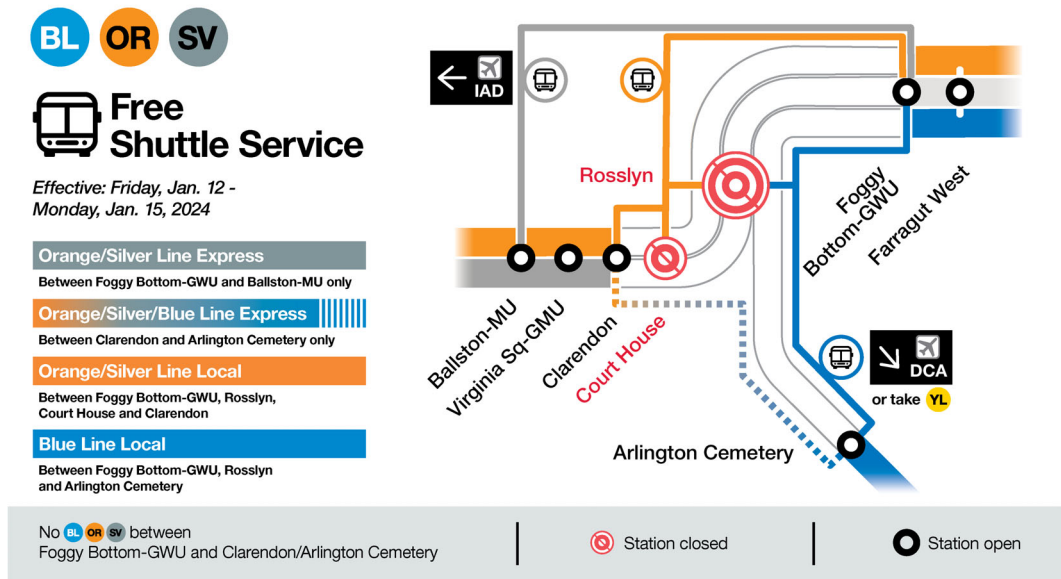 BL OR SV
Free
Shuttle Service
Effective: Friday, Jan. 12 -
Monday, Jan. 15, 2024
Orange/Silver Line Express
Between Foggy Bottom-GWU and Ballston-MU only
Orange/Silver/Blue Line Express
Between Clarendon and Arlington Cemetery only
Orange/Silver Line Local
Between Foggy Bottom-GWU, Rosslyn,
Court House and Clarendon
Blue Line Local
Between Foggy Bottom-GWU, Rosslyn
and Arlington Cemetery
IAD
Rosslyn
Foggy
Bottom-GWU
Farragut West
Ballston-MU
Virginia Sq-GMU
Clarendon
Court House
DCA
or take YL
Arlington Cemetery
No BL OR SV between
Foggy Bottom-GWU and Clarendon/Arlington Cemetery
Station closed
Station open